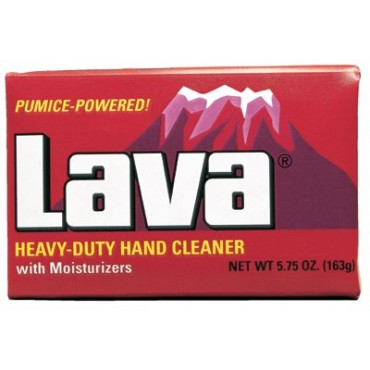 PUMICE-POWERED!
Lava®
HEAVY-DUTY HAND CLEANER
with Moisturizers
NET WT 5.75 OZ. (163g)